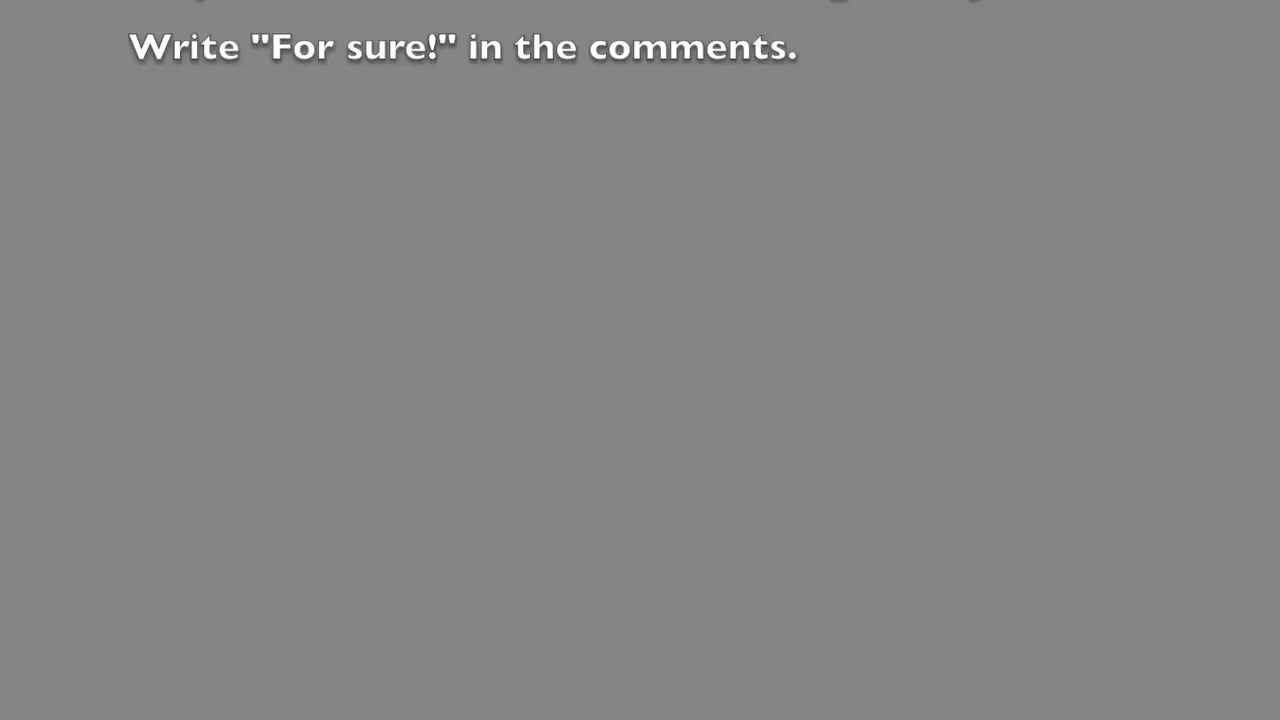 Write "For sure!" in the comments.